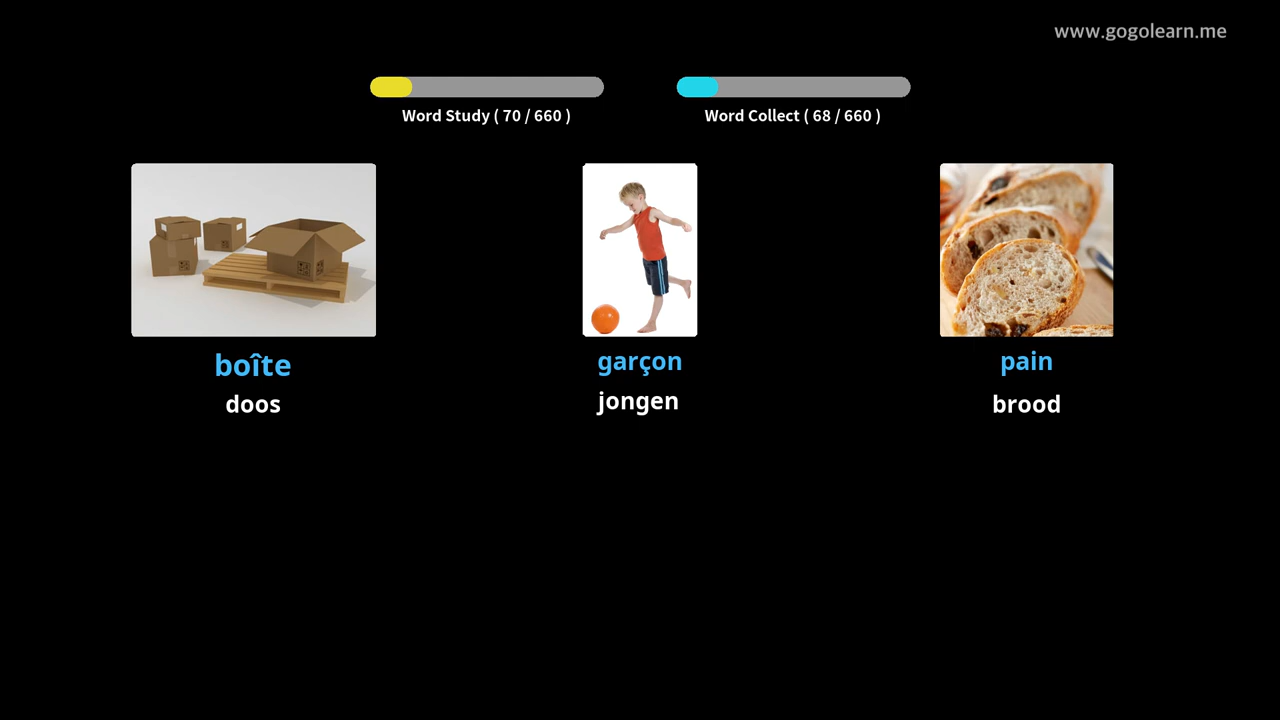 www.gogolearn.me
Word Study ( 70 / 660 )
Word Collect ( 68 / 660 )
boîte
garçon
pain
doos
jongen
brood